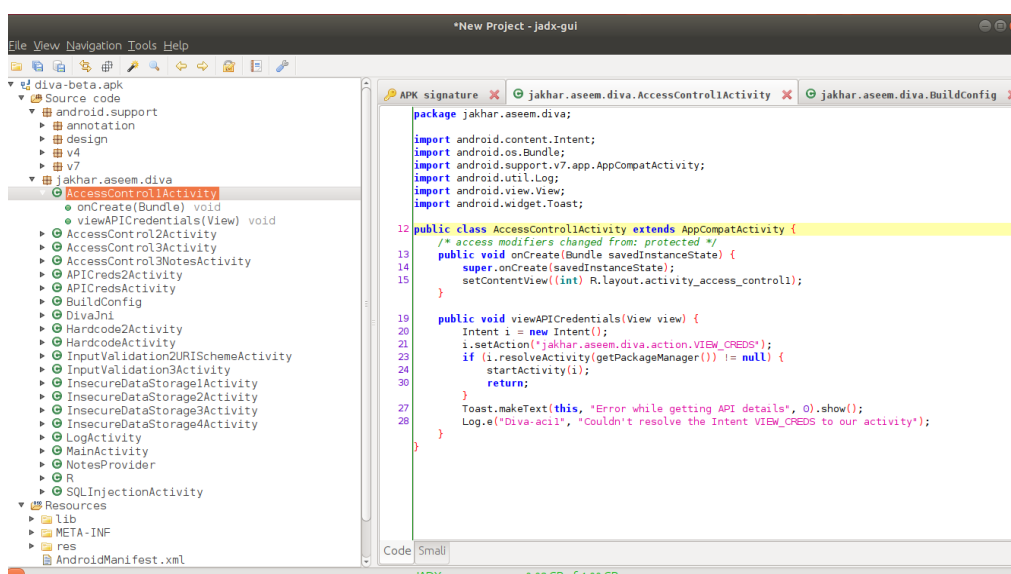 *New Project - jadx-gui
File View Navigation Tools Help
diva-beta.apk
Source code
android.support
annotation
design
v4
v7
jakhar.aseem.diva
AccessControl1Activity
onCreate(Bundle) void
viewAPICredentials(View) void
AccessControl2Activity
AccessControl3Activity
AccessControl3NotesActivity
APICreds2Activity
APICredsActivity
BuildConfig
DivaJni
Hardcode2Activity
HardcodeActivity
InputValidation2URISchemeActivity
InputValidation3Activity
InsecureDataStorage1Activity
InsecureDataStorage2Activity
InsecureDataStorage3Activity
InsecureDataStorage4Activity
LogActivity
MainActivity
NotesProvider
R
SQLInjectionActivity
Resources
lib
META-INF
res
AndroidManifest.xml
APK signature jakhar.aseem.diva.AccessControl1Activity jakhar.aseem.diva.BuildConfig
package jakhar.aseem.diva;
import android.content.Intent;
import android.os.Bundle;
import android.support.v7.app.AppCompatActivity;
import android.util.Log;
import android.view.View;
import android.widget.Toast;
12 public class AccessControl1Activity extends AppCompatActivity {
/* access modifiers changed from: protected */
13 public void onCreate(Bundle savedInstanceState) {
14 super.onCreate(savedInstanceState);
15 setContentView((int) R.layout.activity_access_control1);
}
19 public void viewAPICredentials(View view) {
20 Intent i = new Intent();
21 i.setAction("jakhar.aseem.diva.action.VIEW_CREDS");
23 if (i.resolveActivity(getPackageManager()) != null) {
24 startActivity(i);
30 return;
}
27 Toast.makeText(this, "Error while getting API details", 0).show();
28 Log.e("Diva-aci1", "Couldn't resolve the Intent VIEW_CREDS to our activity");
}
}
Code Smali